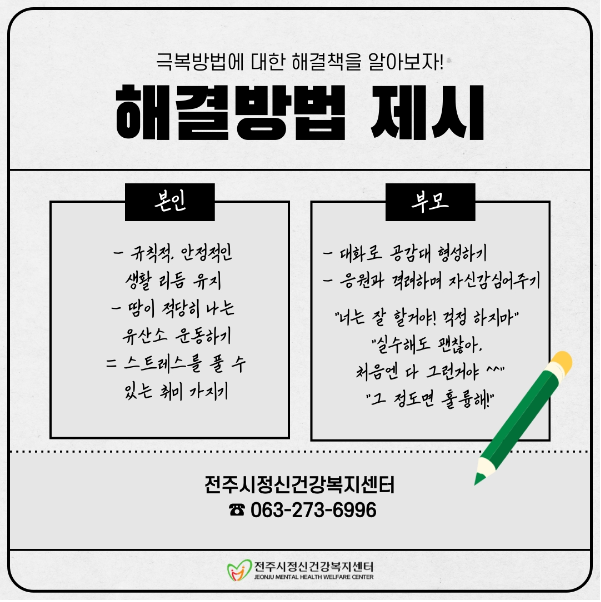 극복방법에 대한 해결책을 알아보자!
해결방법 제시
본인
- 규칙적, 안정적인
생활 리듬 유지
- 땀이 적당히 나는
유산소 운동하기
= 스트레스를 풀 수
있는 취미 가지기
부모
- 대화로 공감대 형성하기
- 응원과 격려하며 자신감심어주기
"너는 잘 할거야! 걱정 하지마"
"실수해도 괜찮아,
처음엔 다 그런거야 ^^"
"그 정도면 훌륭해!"
전주시정신건강복지센터
☎ 063-273-6996
전주시정신건강복지센터
JEONJU MENTAL HEALTH WELFARE CENTER